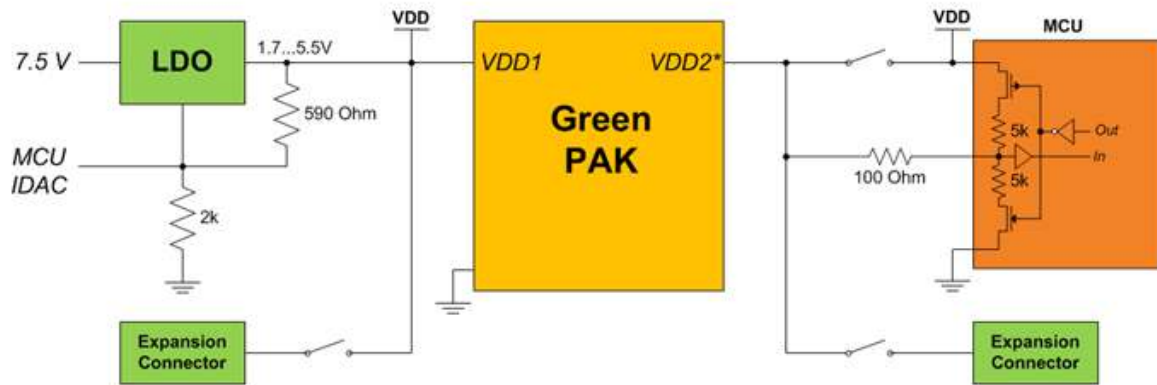 VDD
VDD
MCU
7.5 V
LDO
1.7...5.5V
VDD1
VDD2*
590 Ohm
Green
PAK
5k
Out
In
MCU
IDAC
100 Ohm
5k
2k
Expansion
Connector
Expansion
Connector